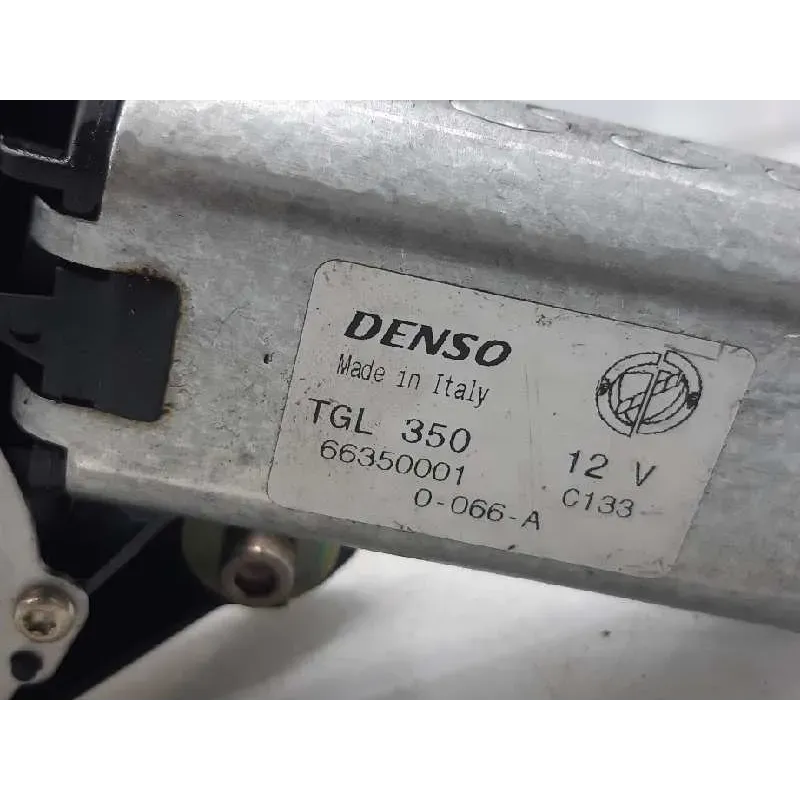 DENSO
Made in Italy
TGL 350
66350001
0-066-A
12 V
C133